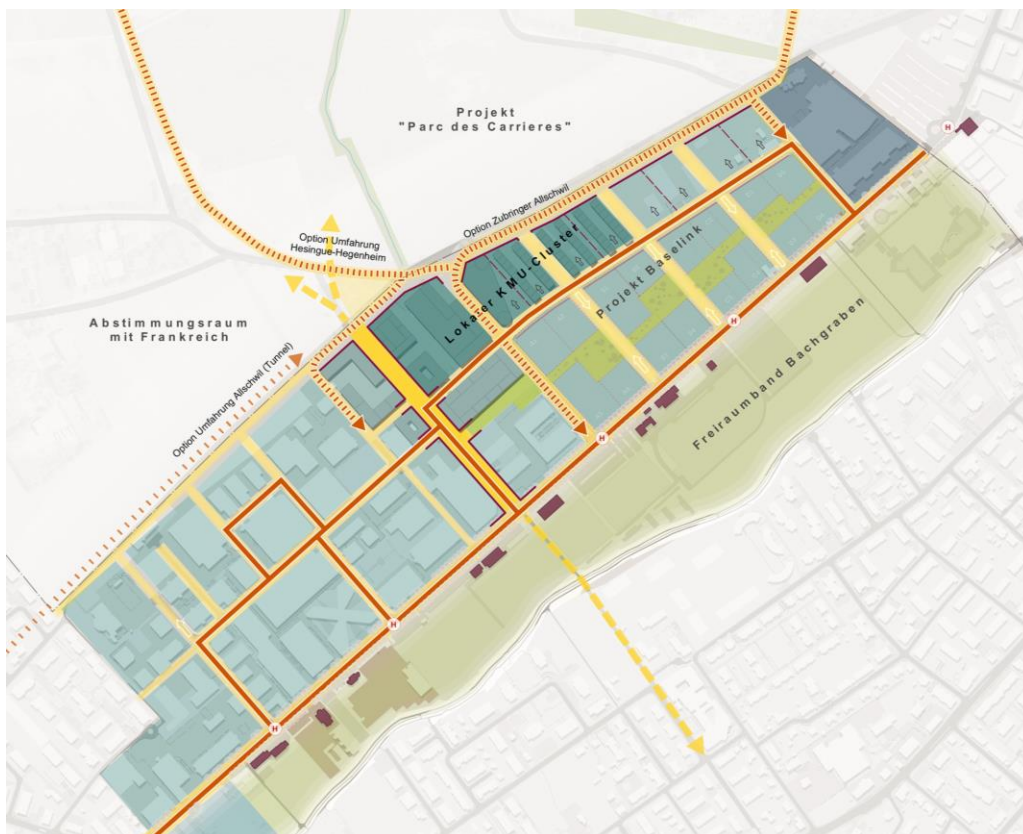 Projekt
"Parc des Carrieres"
H
Option Zubringer Allschwil
Option Umfahrung
Hesingue-Hegenheim
Lokaler KMU-Cluster
Projekt Baselink
H
Abstimmungsraum
mit Frankreich
Option Umfahrung Allschwil (Tunnel)
Freiraumband Bachgraben
H
H
H